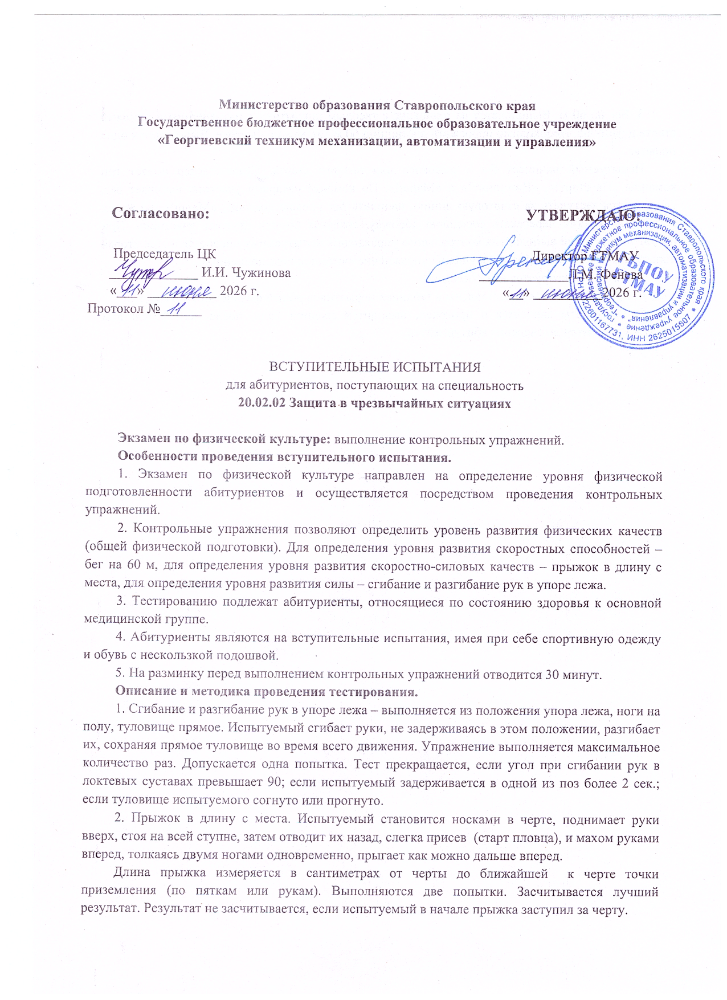 Министерство образования Ставропольского края
Государственное бюджетное профессиональное образовательное учреждение
«Георгиевский техникум механизации, автоматизации и управления»
Согласовано:
УТВЕРЖДАЮ:
Председатель ЦК
Директор ГТМАУ
И.И. Чужинова
Л.М. Фенева
«11» июня 2026 г.
«11» июня 2026 г.
Протокол № 11
Министерство образования Ставропольского края
Государственное бюджетное профессиональное образовательное учреждение
"Георгиевский техникум механизации, автоматизации и управления"
ИНН 2625015507
ГБПОУ
ГТМАУ
ВСТУПИТЕЛЬНЫЕ ИСПЫТАНИЯ
для абитуриентов, поступающих на специальность
20.02.02 Защита в чрезвычайных ситуациях
Экзамен по физической культуре: выполнение контрольных упражнений.
Особенности проведения вступительного испытания.
1. Экзамен по физической культуре направлен на определение уровня физической
подготовленности абитуриентов и осуществляется посредством проведения контрольных
упражнений.
2. Контрольные упражнения позволяют определить уровень развития физических качеств
(общей физической подготовки). Для определения уровня развития скоростных способностей –
бег на 60 м, для определения уровня развития скоростно-силовых качеств – прыжок в длину с
места, для определения уровня развития силы – сгибание и разгибание рук в упоре лежа.
3. Тестированию подлежат абитуриенты, относящиеся по состоянию здоровья к основной
медицинской группе.
4. Абитуриенты являются на вступительные испытания, имея при себе спортивную одежду
и обувь с нескользкой подошвой.
5. На разминку перед выполнением контрольных упражнений отводится 30 минут.
Описание и методика проведения тестирования.
1. Сгибание и разгибание рук в упоре лежа – выполняется из положения упора лежа, ноги на
полу, туловище прямое. Испытуемый сгибает руки, не задерживаясь в этом положении, разгибает
их, сохраняя прямое туловище во время всего движения. Упражнение выполняется максимальное
количество раз. Допускается одна попытка. Тест прекращается, если угол при сгибании рук в
локтевых суставах превышает 90; если испытуемый задерживается в одной из поз более 2 сек.;
если туловище испытуемого согнуто или прогнуто.
2. Прыжок в длину с места. Испытуемый становится носками в черте, поднимает руки
вверх, стоя на всей ступне, затем отводит их назад, слегка присев (старт пловца), и махом руками
вперед, толкаясь двумя ногами одновременно, прыгает как можно дальше вперед.
Длина прыжка измеряется в сантиметрах от черты до ближайшей к черте точки
приземления (по пяткам или рукам). Выполняются две попытки. Засчитывается лучший
результат. Результат не засчитывается, если испытуемый в начале прыжка заступил за черту.